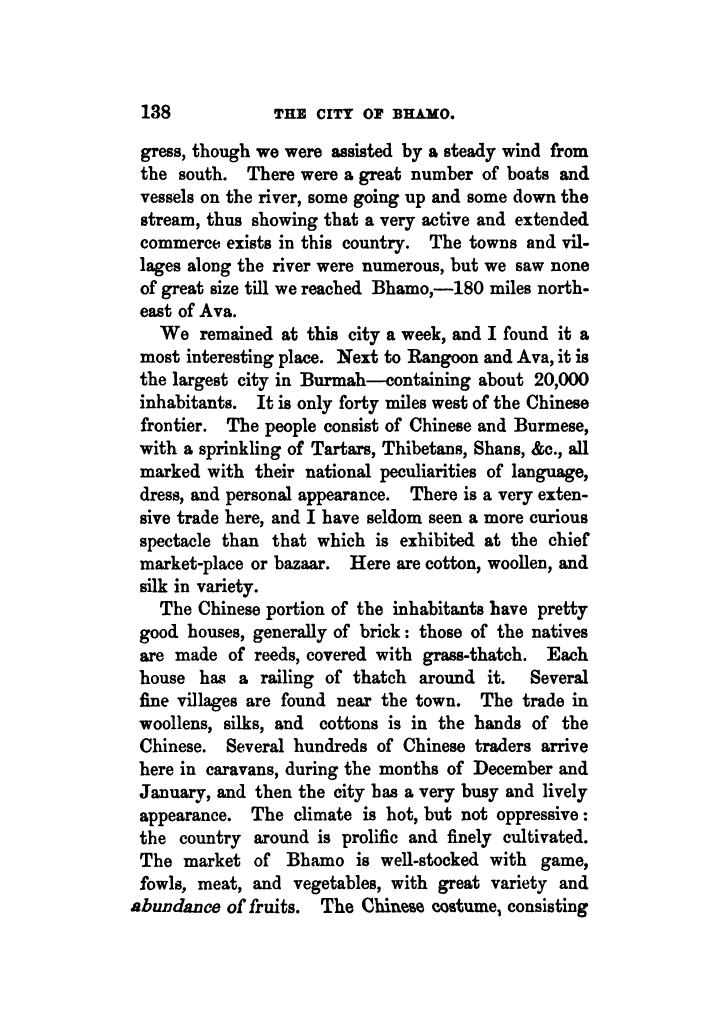 138 THE CITY OF BHAMO.
gress, though we were assisted by a steady wind from
the south. There were a great number of boats and
vessels on the river, some going up and some down the
stream, thus showing that a very active and extended
commerce exists in this country. The towns and vil-
lages along the river were numerous, but we saw none
of great size till we reached Bhamo,—180 miles north-
east of Ava.
We remained at this city a week, and I found it a
most interesting place. Next to Rangoon and Ava, it is
the largest city in Burmah—containing about 20,000
inhabitants. It is only forty miles west of the Chinese
frontier. The people consist of Chinese and Burmese,
with a sprinkling of Tartars, Thibetans, Shans, &c., all
marked with their national peculiarities of language,
dress, and personal appearance. There is a very exten-
sive trade here, and I have seldom seen a more curious
spectacle than that which is exhibited at the chief
market-place or bazaar. Here are cotton, woollen, and
silk in variety.
The Chinese portion of the inhabitants have pretty
good houses, generally of brick: those of the natives
are made of reeds, covered with grass-thatch. Each
house has a railing of thatch around it. Several
fine villages are found near the town. The trade in
woollens, silks, and cottons is in the hands of the
Chinese. Several hundreds of Chinese traders arrive
here in caravans, during the months of December and
January, and then the city has a very busy and lively
appearance. The climate is hot, but not oppressive:
the country around is prolific and finely cultivated.
The market of Bhamo is well-stocked with game,
fowls, meat, and vegetables, with great variety and
abundance of fruits. The Chinese costume, consisting